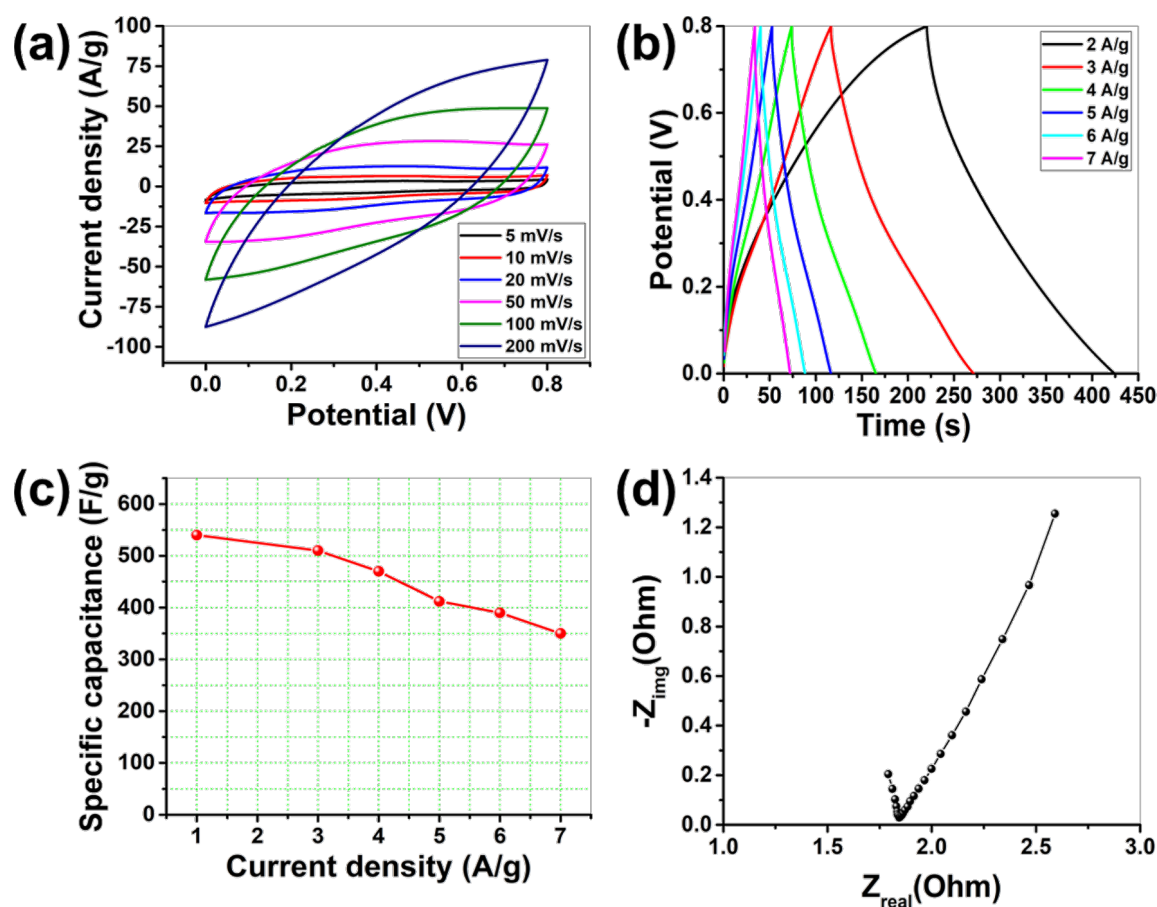 (a)
Current density (A/g)
100
75
50
25
0
-25
-50
-75
-100
5 mV/s
10 mV/s
20 mV/s
50 mV/s
100 mV/s
200 mV/s
0.0 0.2 0.4 0.6 0.8
Potential (V)
(b)
Potential (V)
0.8
0.6
0.4
0.2
0.0
2 A/g
3 A/g
4 A/g
5 A/g
6 A/g
7 A/g
0 50 100 150 200 250 300 350 400 450
Time (s)
(c)
Specific capacitance (F/g)
600
500
400
300
200
100
0
1 2 3 4 5 6 7
Current density (A/g)
(d)
-Zimg(Ohm)
1.4
1.2
1.0
0.8
0.6
0.4
0.2
0.0
1.0 1.5 2.0 2.5 3.0
Zreal(Ohm)